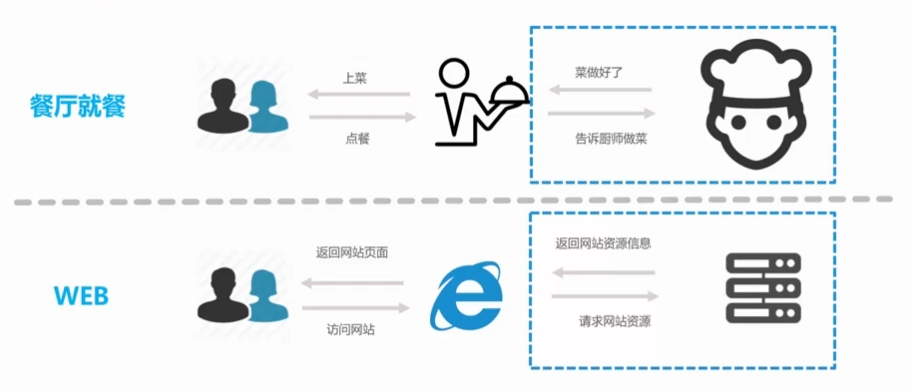 上菜
菜做好了
餐厅就餐
点餐
告诉厨师做菜
返回网站页面
返回网站资源信息
WEB
访问网站
请求网站资源